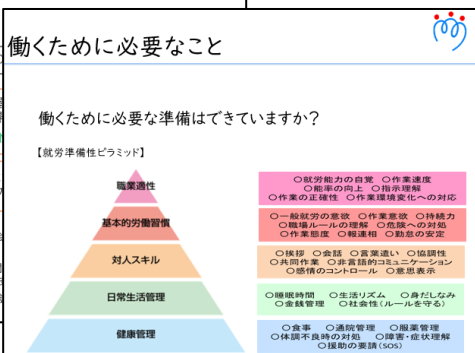 働くために必要なこと
働くために必要な準備はできていますか？
【就労準備性ピラミッド】
職業適性
○就労能力の自覚 ○作業速度
○能率の向上 ○指示理解
○作業の正確性 ○作業環境変化への対応
基本的労働習慣
○一般就労の意欲 ○作業意欲 ○持続力
○職場ルールの理解 ○危険への対処
○作業態度 ○報連相 ○勤怠の安定
対人スキル
○挨拶 ○会話 ○言葉遣い ○協調性
○共同作業 ○非言語的コミュニケーション
○感情のコントロール ○意思表示
日常生活管理
○睡眠時間 ○生活リズム ○身だしなみ
○金銭管理 ○社会性(ルールを守る)
健康管理
○食事 ○通院管理 ○服薬管理
○体調不良時の対処 ○障害・症状理解
○援助の要請(SOS)